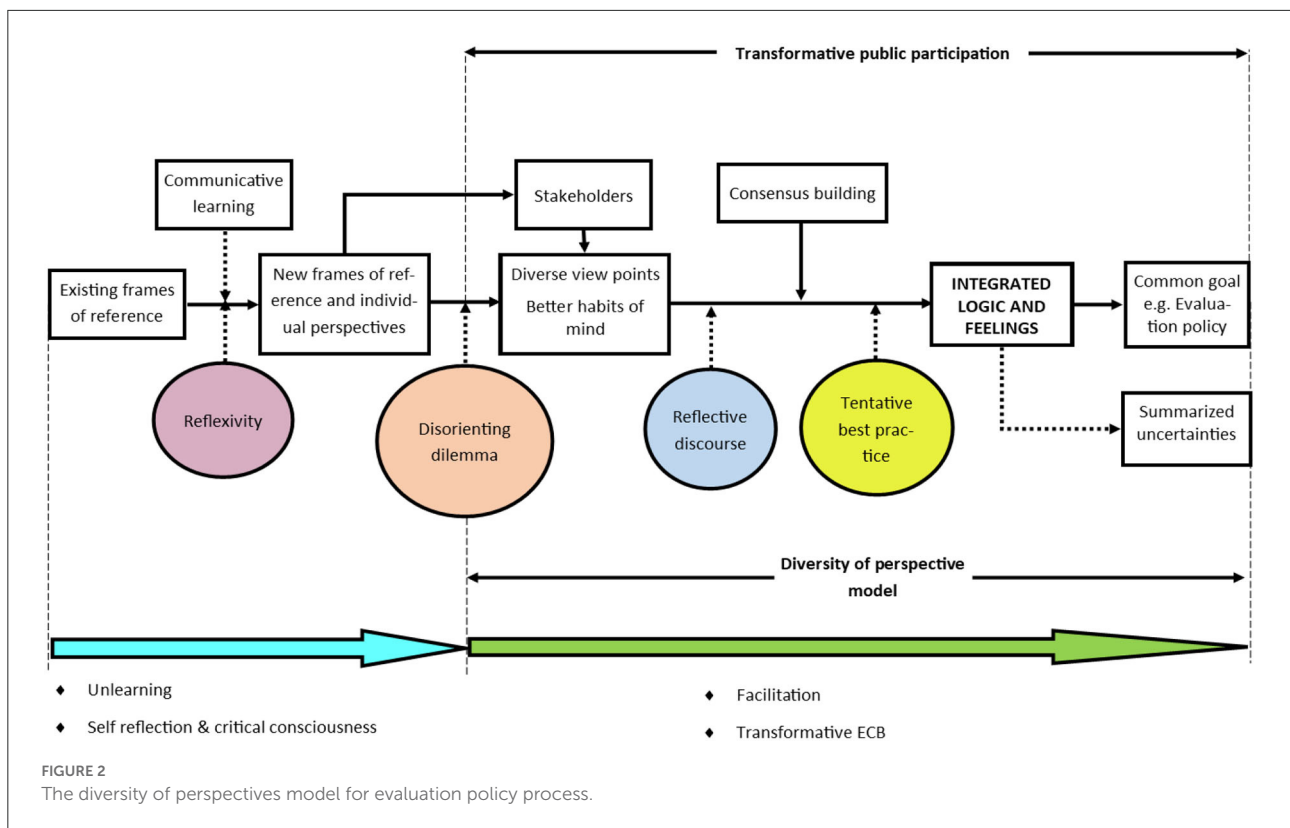 Transformative public participation
Communicative
learning
Stakeholders
Consensus building
Existing frames
of reference
New frames of ref-
erence and individ-
ual perspectives
Diverse view points
Better habits of
mind
INTEGRATED
LOGIC AND
FEELINGS
Common goal
e.g. Evalua-
tion policy
Reflexivity
Disorienting
dilemma
Reflective
discourse
Tentative
best prac-
tice
Summarized
uncertainties
Diversity of perspective
model
♦ Unlearning
♦ Self reflection & critical consciousness
♦ Facilitation
♦ Transformative ECB
FIGURE 2
The diversity of perspectives model for evaluation policy process.